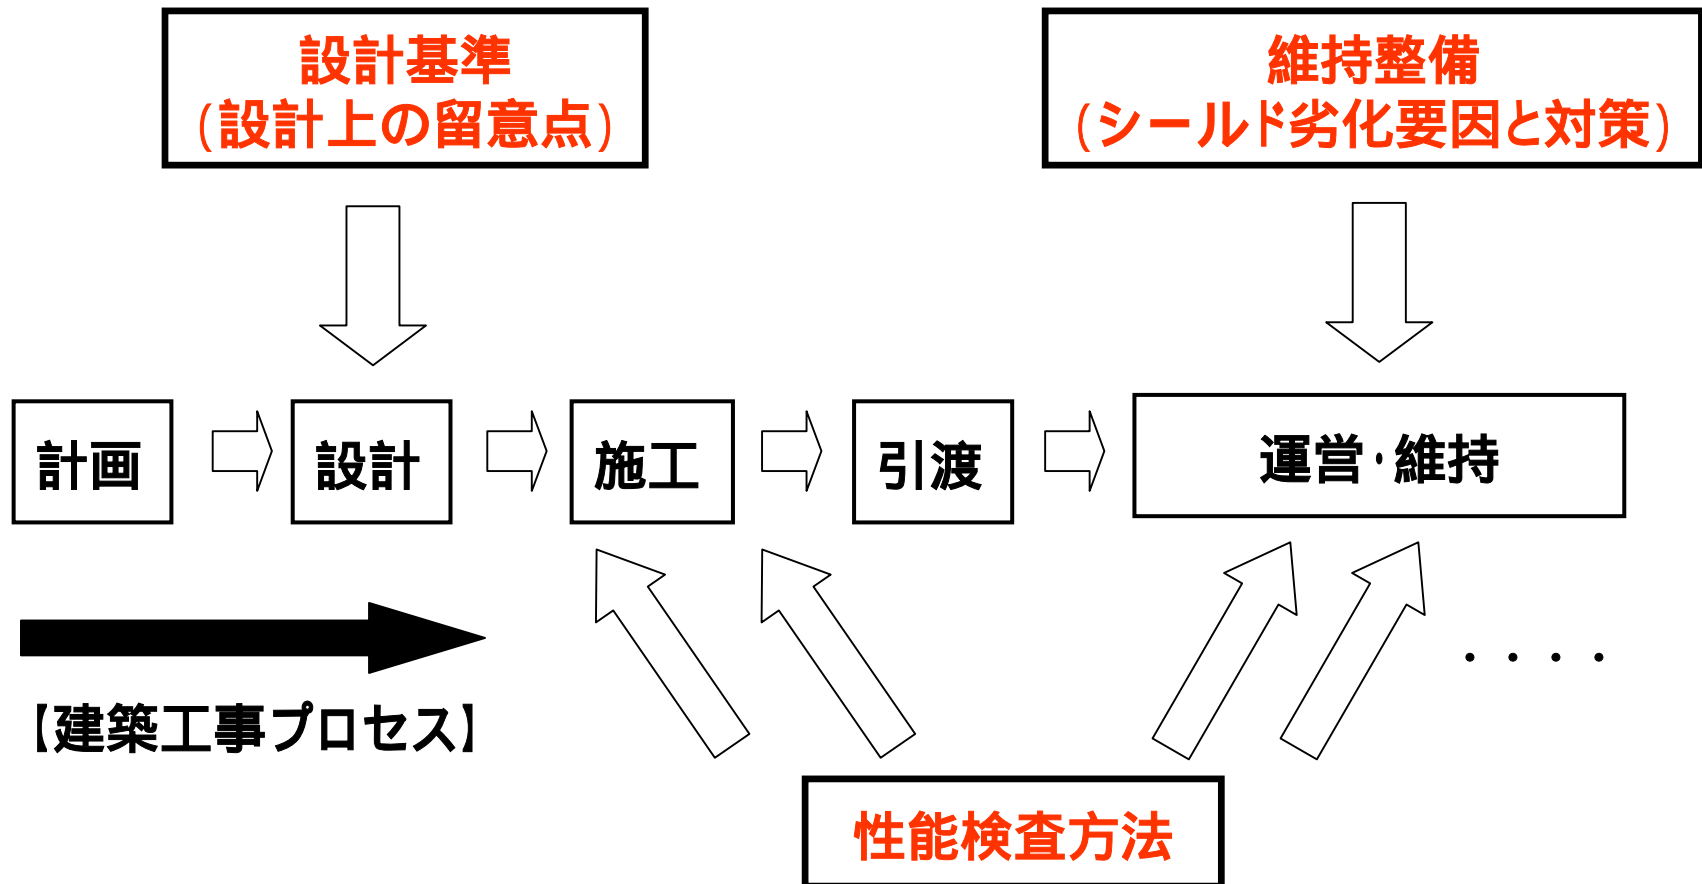 設計基準
(設計上の留意点)
維持整備
(シールド劣化要因と対策)
計画
設計
施工
引渡
運営・維持
・・・・
【建築工事プロセス】
性能検査方法